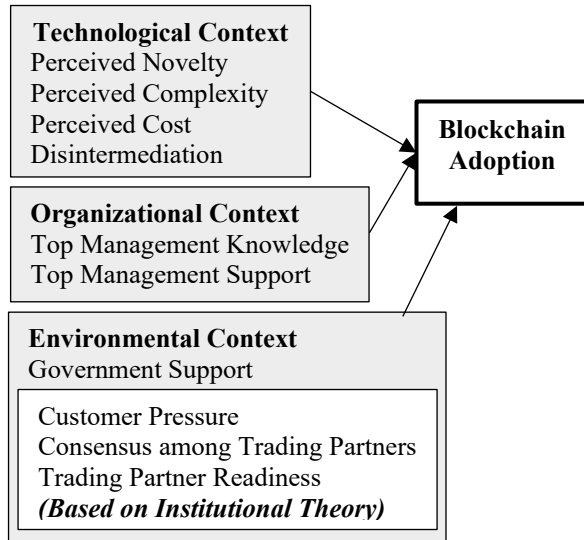 Technological Context
Perceived Novelty
Perceived Complexity
Perceived Cost
Disintermediation
Blockchain
Adoption
Organizational Context
Top Management Knowledge
Top Management Support
Environmental Context
Government Support
Customer Pressure
Consensus among Trading Partners
Trading Partner Readiness
(Based on Institutional Theory)